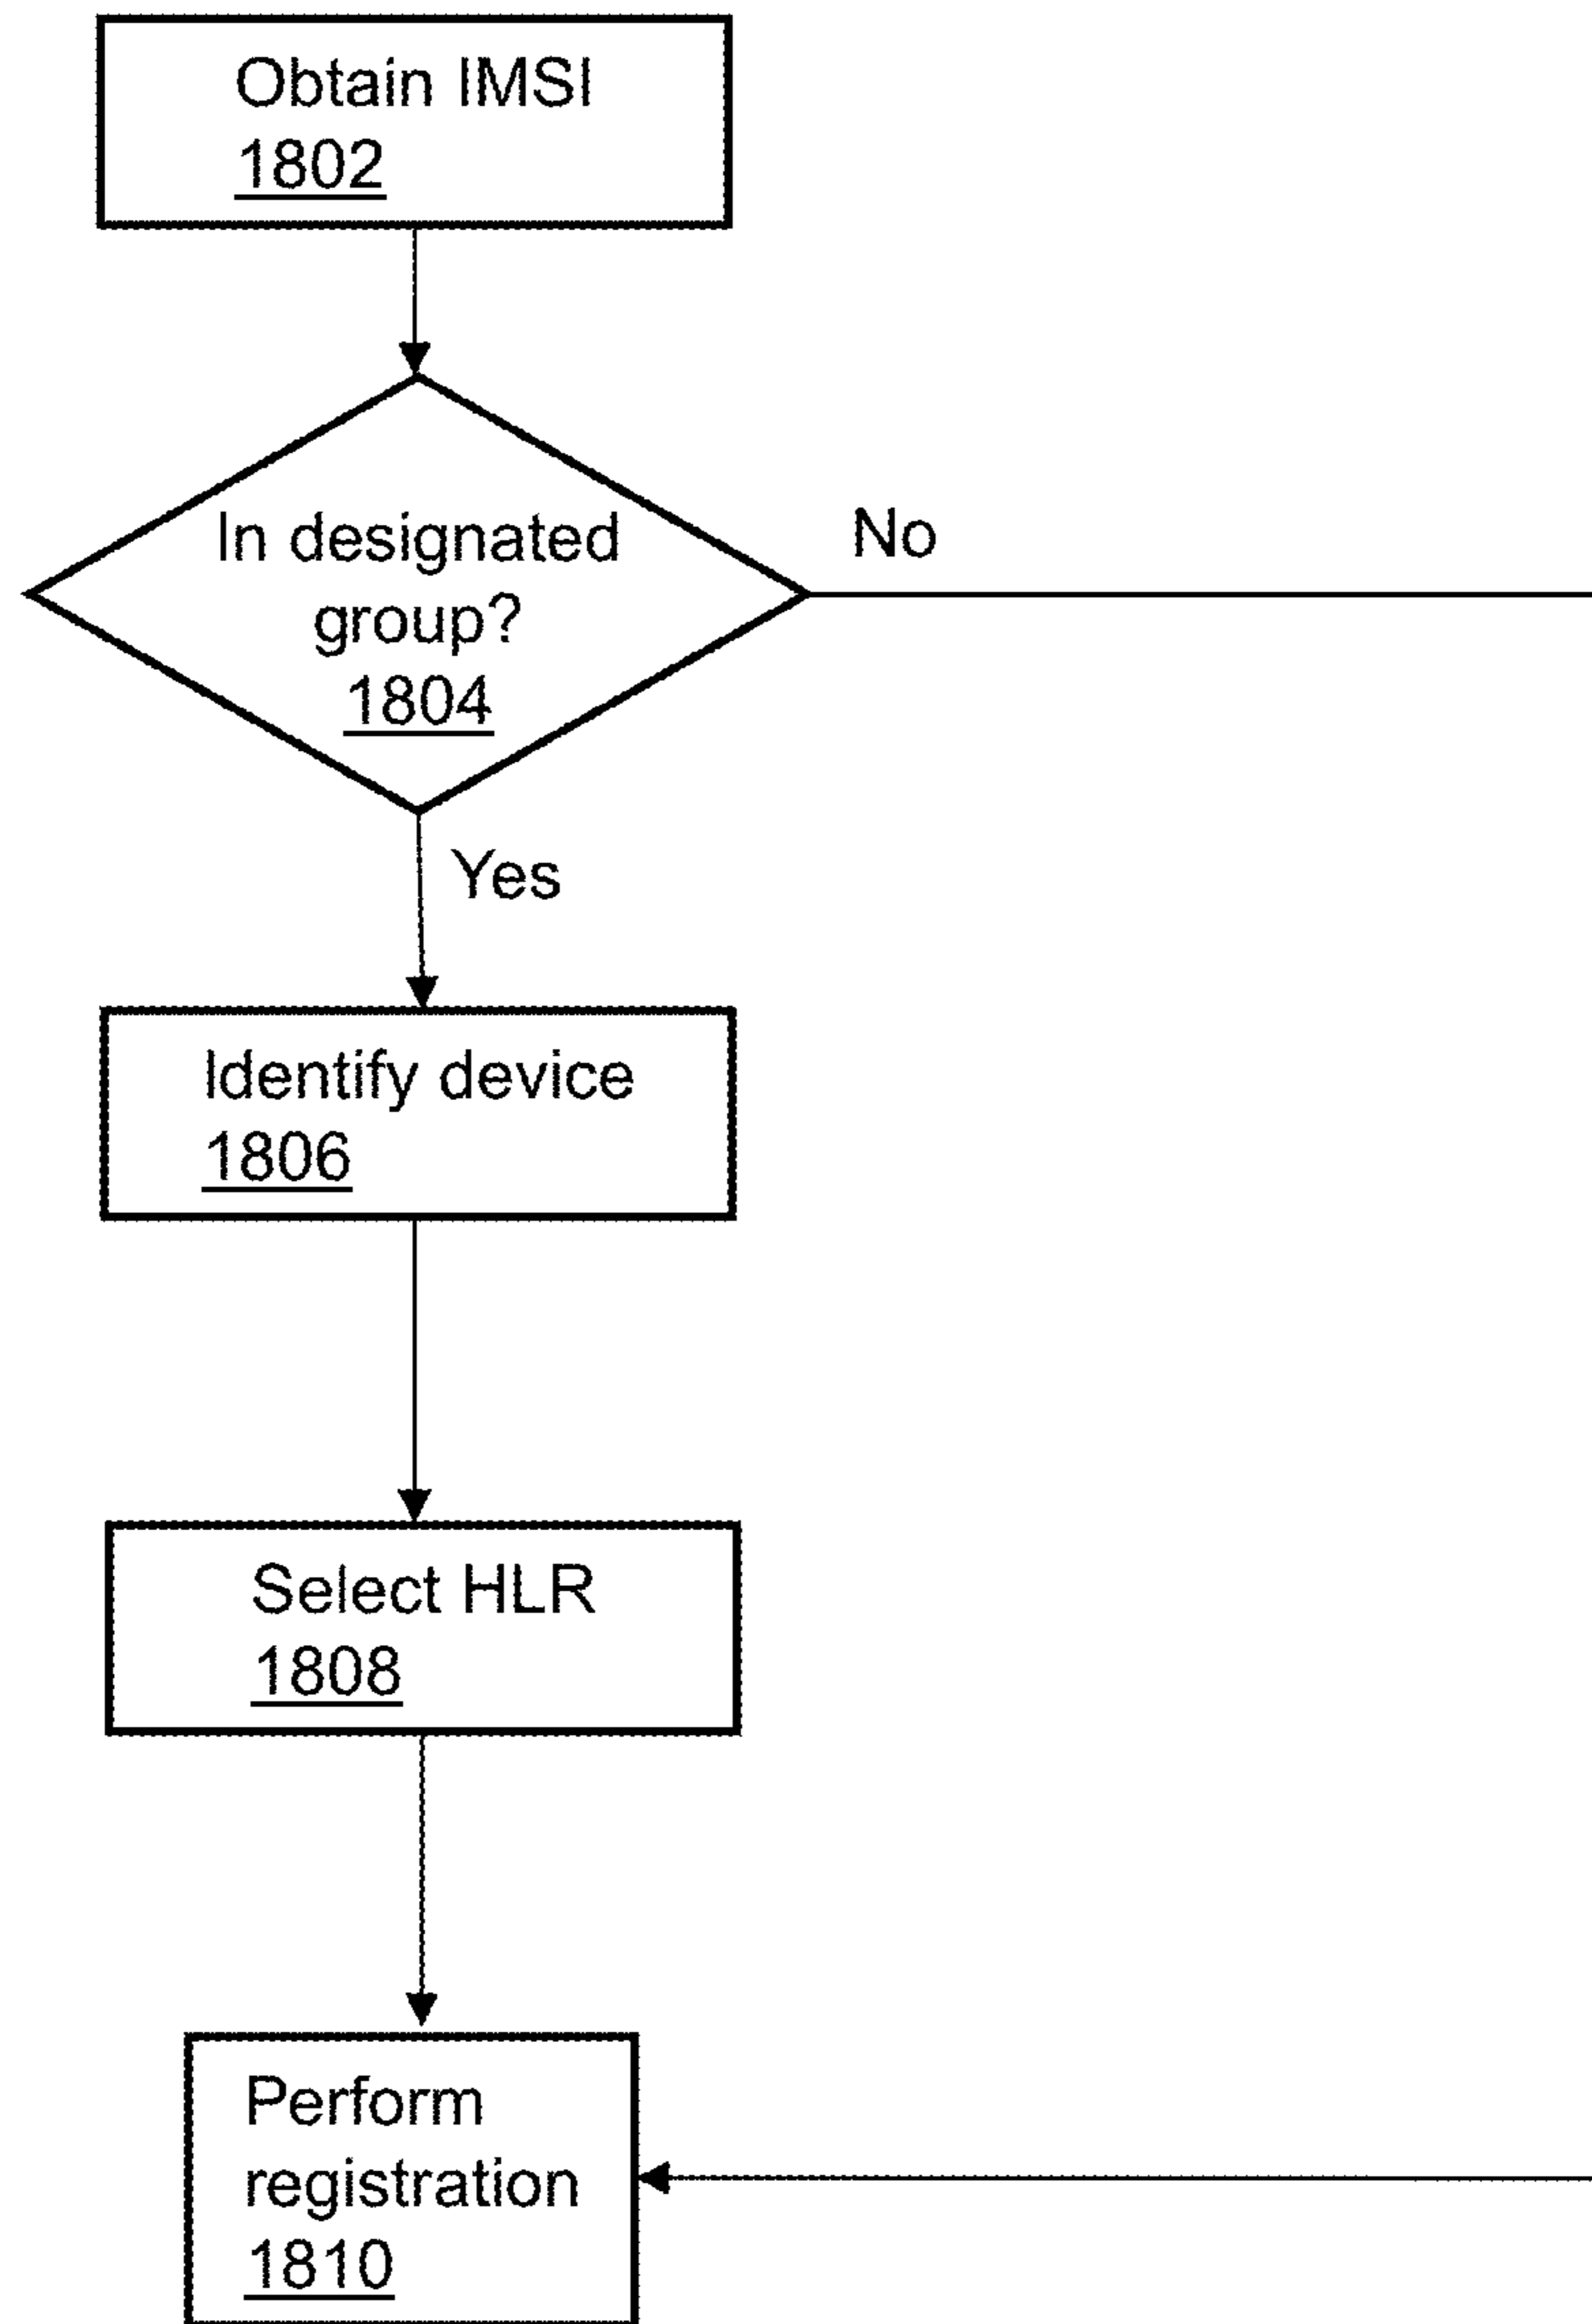 Obtain IMSI
1802
In designated
group?
1804
No
Yes
Identify device
1806
Select HLR
1808
Perform
registration
1810